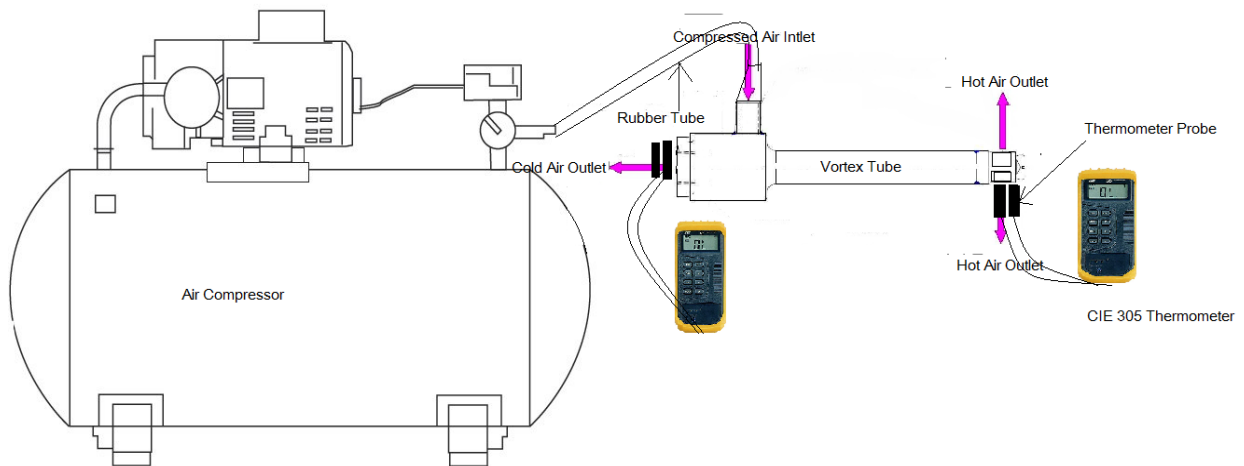 Compressed Air Intlet
Hot Air Outlet
Rubber Tube
Thermometer Probe
Cold Air Outlet
Vortex Tube
Hot Air Outlet
Air Compressor
CIE 305 Thermometer